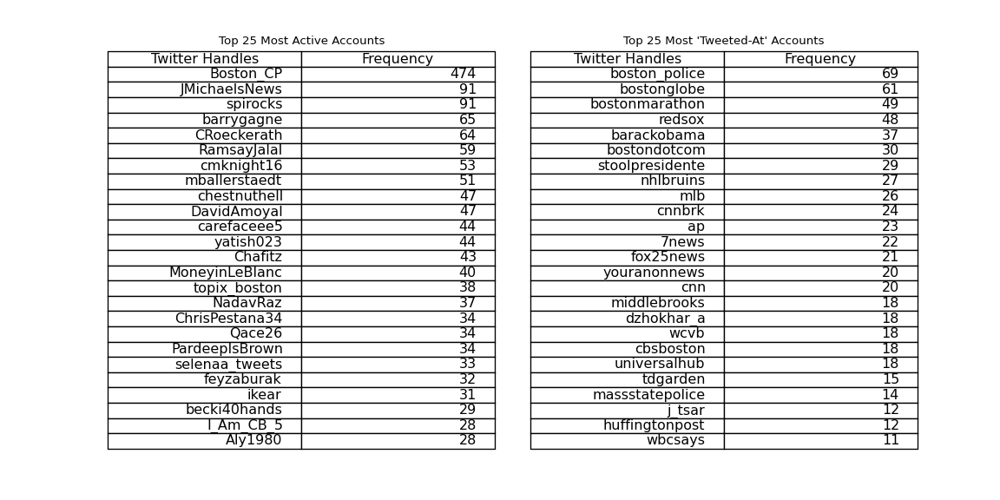 Top 25 Most Active Accounts
Twitter Handles Frequency
Boston_CP 474
JMichaelsNews 91
spirocks 91
barrygagne 65
CRoeckerath 64
RamsayJalal 59
cmknight16 53
mballerstaedt 51
chestnuthell 47
DavidAmoyal 47
carefaceee5 44
yatish023 44
Chafitz 43
MoneyinLeBlanc 40
topix_boston 38
NadavRaz 37
ChrisPestana34 34
Qace26 34
PardeepIsBrown 34
selenaa_tweets 33
feyzaburak 32
ikear 31
becki40hands 29
I_Am_CB_5 28
Aly1980 28
Top 25 Most 'Tweeted-At' Accounts
Twitter Handles Frequency
boston_police 69
bostonglobe 61
bostonmarathon 49
redsox 48
barackobama 37
bostondotcom 30
stoolpresidente 29
nhlbruins 27
mlb 26
cnnbrk 24
ap 23
7news 22
fox25news 21
youranonnews 20
cnn 20
middlebrooks 18
dzhokhar_a 18
wcvb 18
cbsboston 18
universalhub 18
tdgarden 15
massstatepolice 14
j_tsar 12
huffingtonpost 12
wbcsays 11